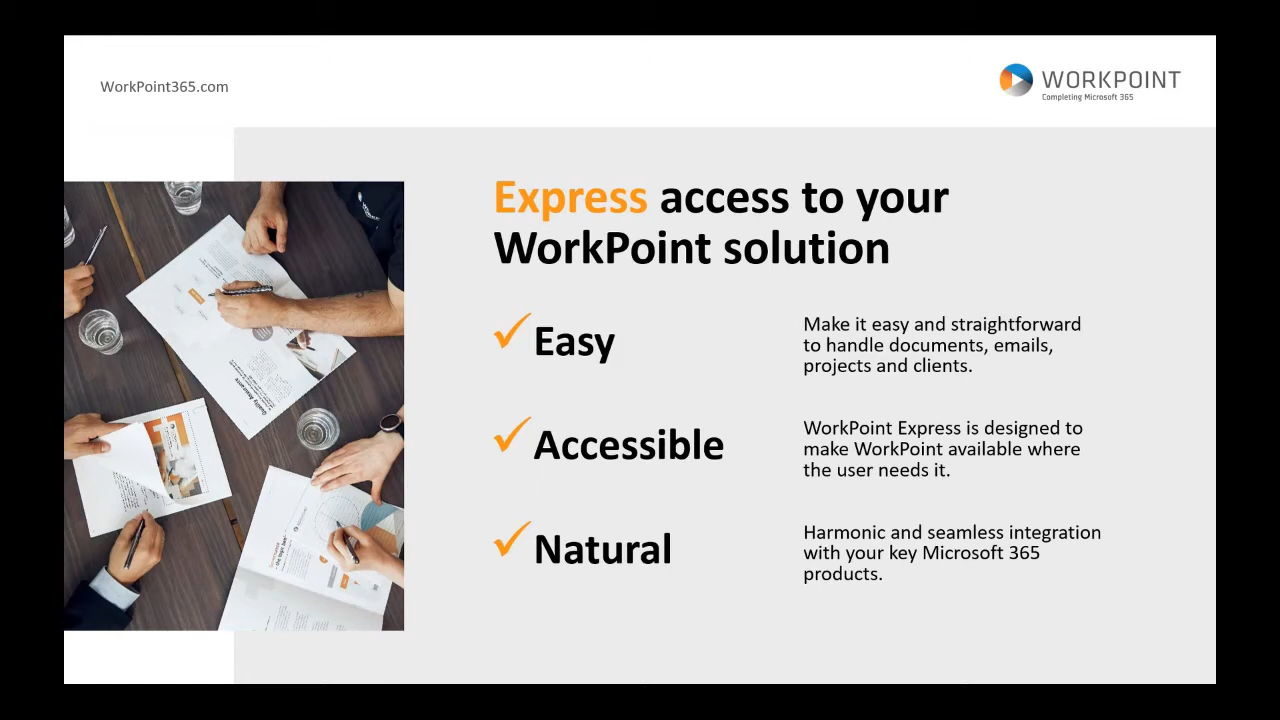 WorkPoint365.com
WORKPOINT
Completing Microsoft 365
Express access to your
WorkPoint solution
✓Easy
Make it easy and straightforward
to handle documents, emails,
projects and clients.
✓Accessible
WorkPoint Express is designed to
make WorkPoint available where
the user needs it.
✓Natural
Harmonic and seamless integration
with your key Microsoft 365
products.
Quality Assurance